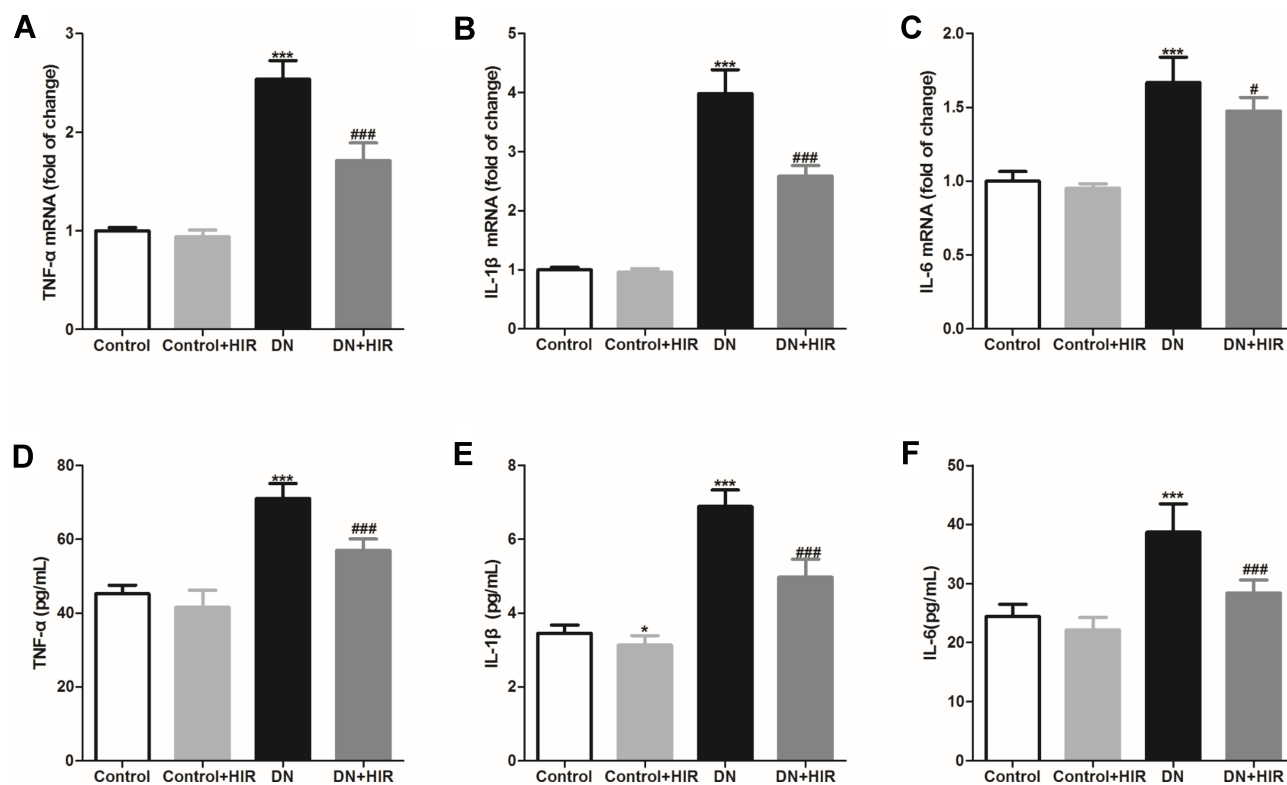 A
TNF-α mRNA (fold of change)
3
2
1
0
***
###
Control Control+HIR DN DN+HIR
B
IL-1β mRNA (fold of change)
5
4
3
2
1
0
***
###
Control Control+HIR DN DN+HIR
C
IL-6 mRNA (fold of change)
2.0
1.5
1.0
0.5
0.0
***
#
Control Control+HIR DN DN+HIR
D
TNF-α (pg/mL)
80
60
40
20
0
***
###
Control Control+HIR DN DN+HIR
E
IL-1β (pg/mL)
8
6
4
2
0
*
***
###
Control Control+HIR DN DN+HIR
F
IL-6(pg/mL)
50
40
30
20
10
0
***
###
Control Control+HIR DN DN+HIR